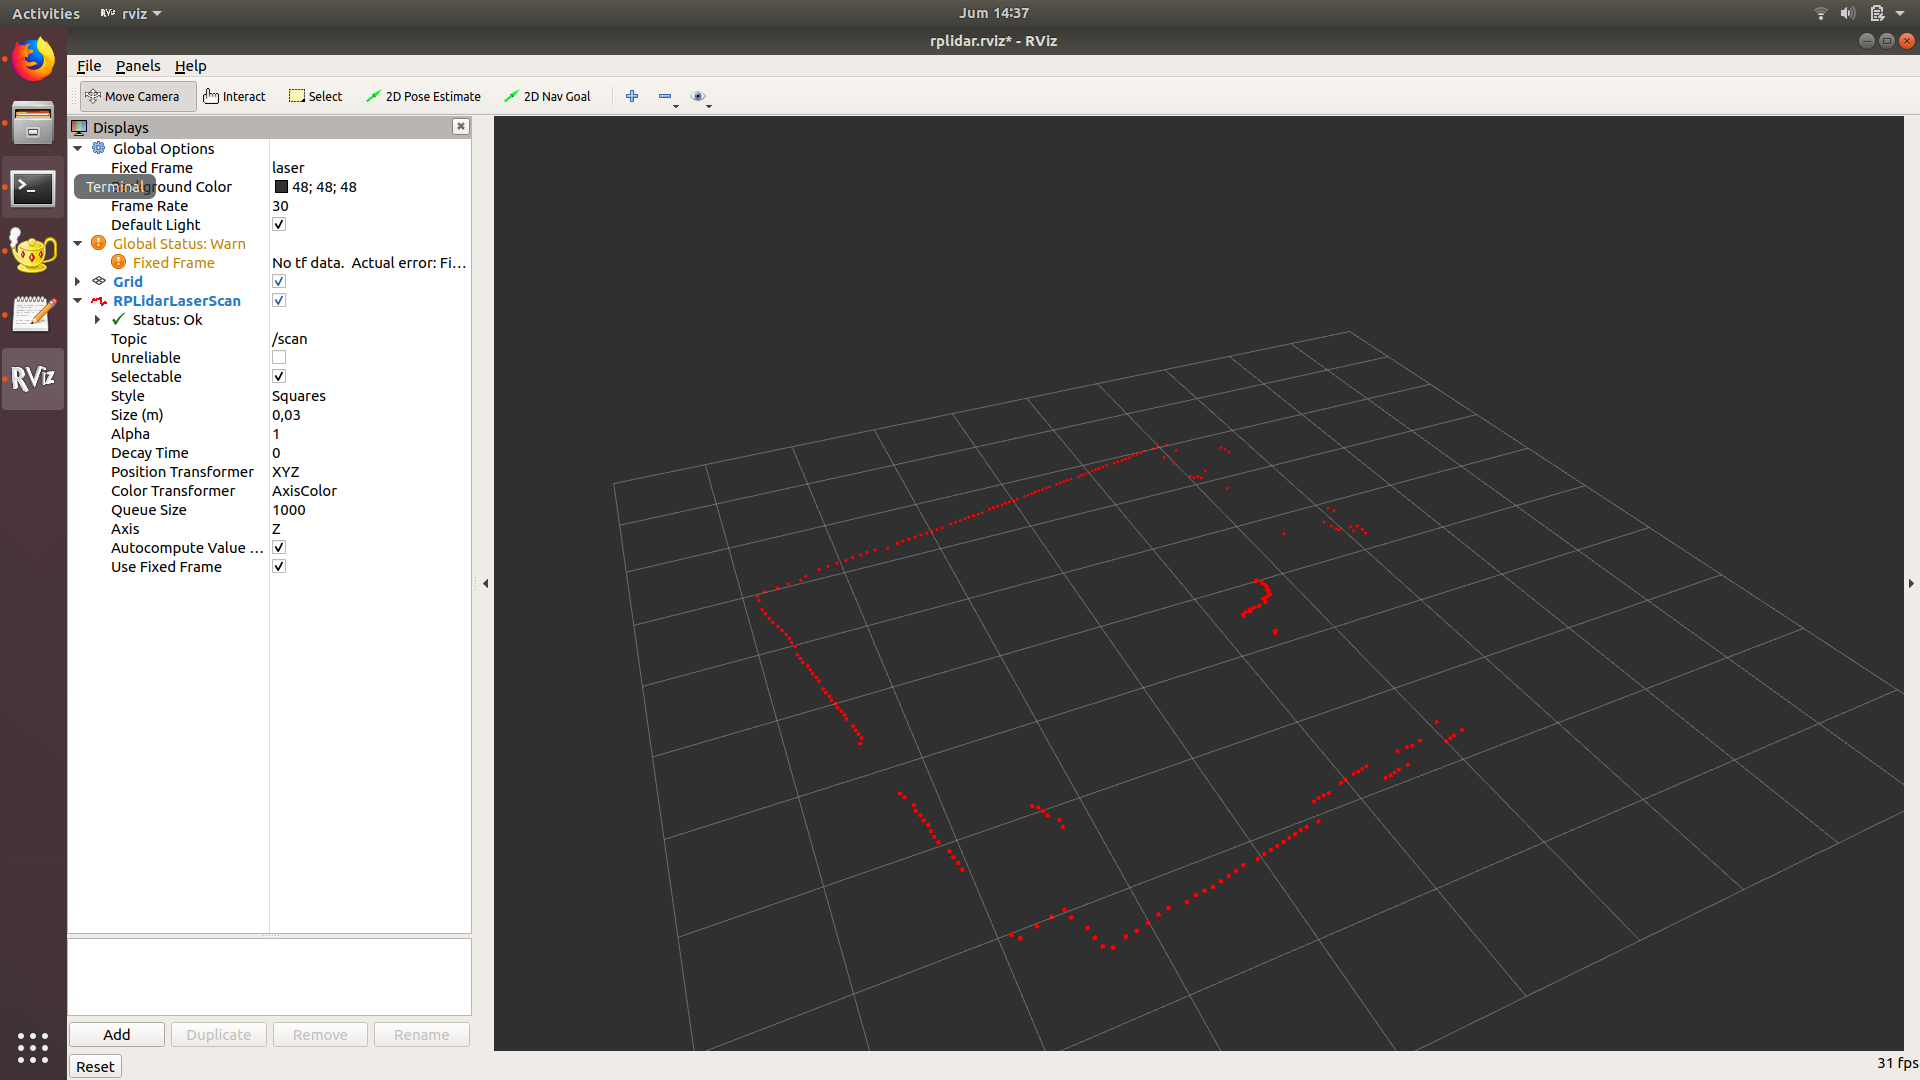 Activities RViz rviz Jum 14:37
rplidar.rviz* - RViz
File Panels Help
Move Camera Interact Select 2D Pose Estimate 2D Nav Goal
Displays
Global Options
Fixed Frame laser
Terminal ground Color 48; 48; 48
Frame Rate 30
Default Light
Global Status: Warn
Fixed Frame No tf data. Actual error: Fi...
Grid
RPLidarLaserScan
Status: Ok
Topic /scan
Unreliable
Selectable
Style Squares
Size (m) 0,03
Alpha 1
Decay Time 0
Position Transformer XYZ
Color Transformer AxisColor
Queue Size 1000
Axis Z
Autocompute Value ...
Use Fixed Frame
RViz
Add Duplicate Remove Rename
Reset
31 fps